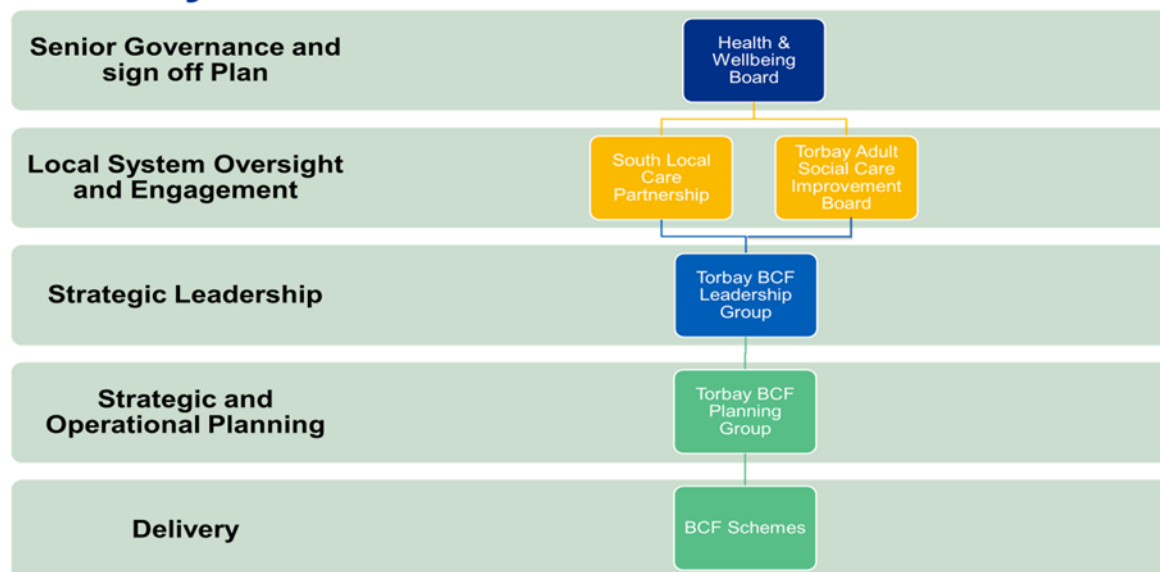 Senior Governance and
sign off Plan
Health &
Wellbeing
Board
Local System Oversight
and Engagement
South Local
Care
Partnership
Torbay Adult
Social Care
Improvement
Board
Strategic Leadership
Torbay BCF
Leadership
Group
Strategic and
Operational Planning
Torbay BCF
Planning
Group
Delivery
BCF Schemes